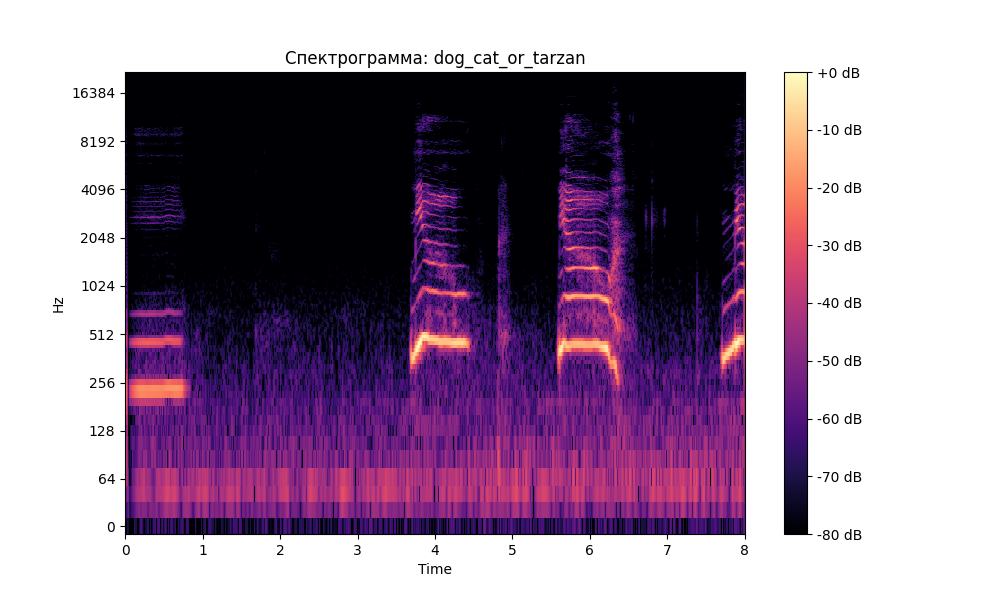 Спектрограмма: dog_cat_or_tarzan
+0 dB
16384
-10 dB
8192
-20 dB
4096
2048
-30 dB
1024
-40 dB
Hz
512
-50 dB
256
-60 dB
128
64
-70 dB
0
-80 dB
0 1 2 3 4 5 6 7 8
Time